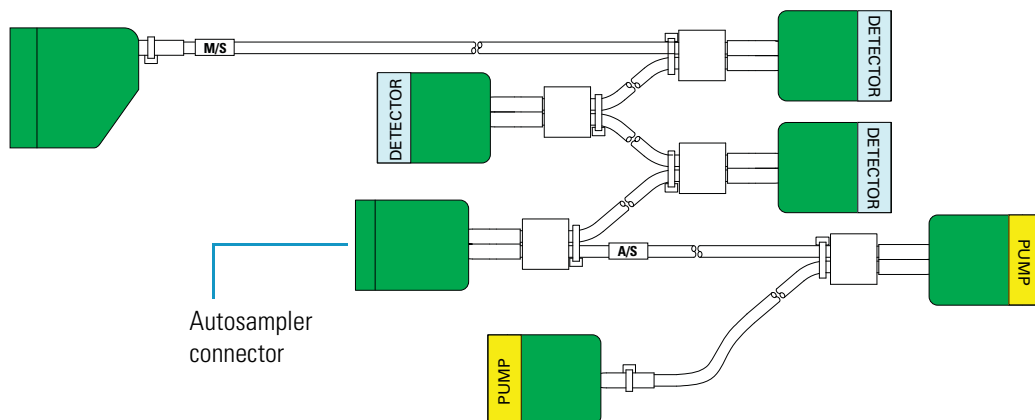 M/S
DETECTOR
DETECTOR
DETECTOR
A/S
PUMP
Autosampler
connector
PUMP